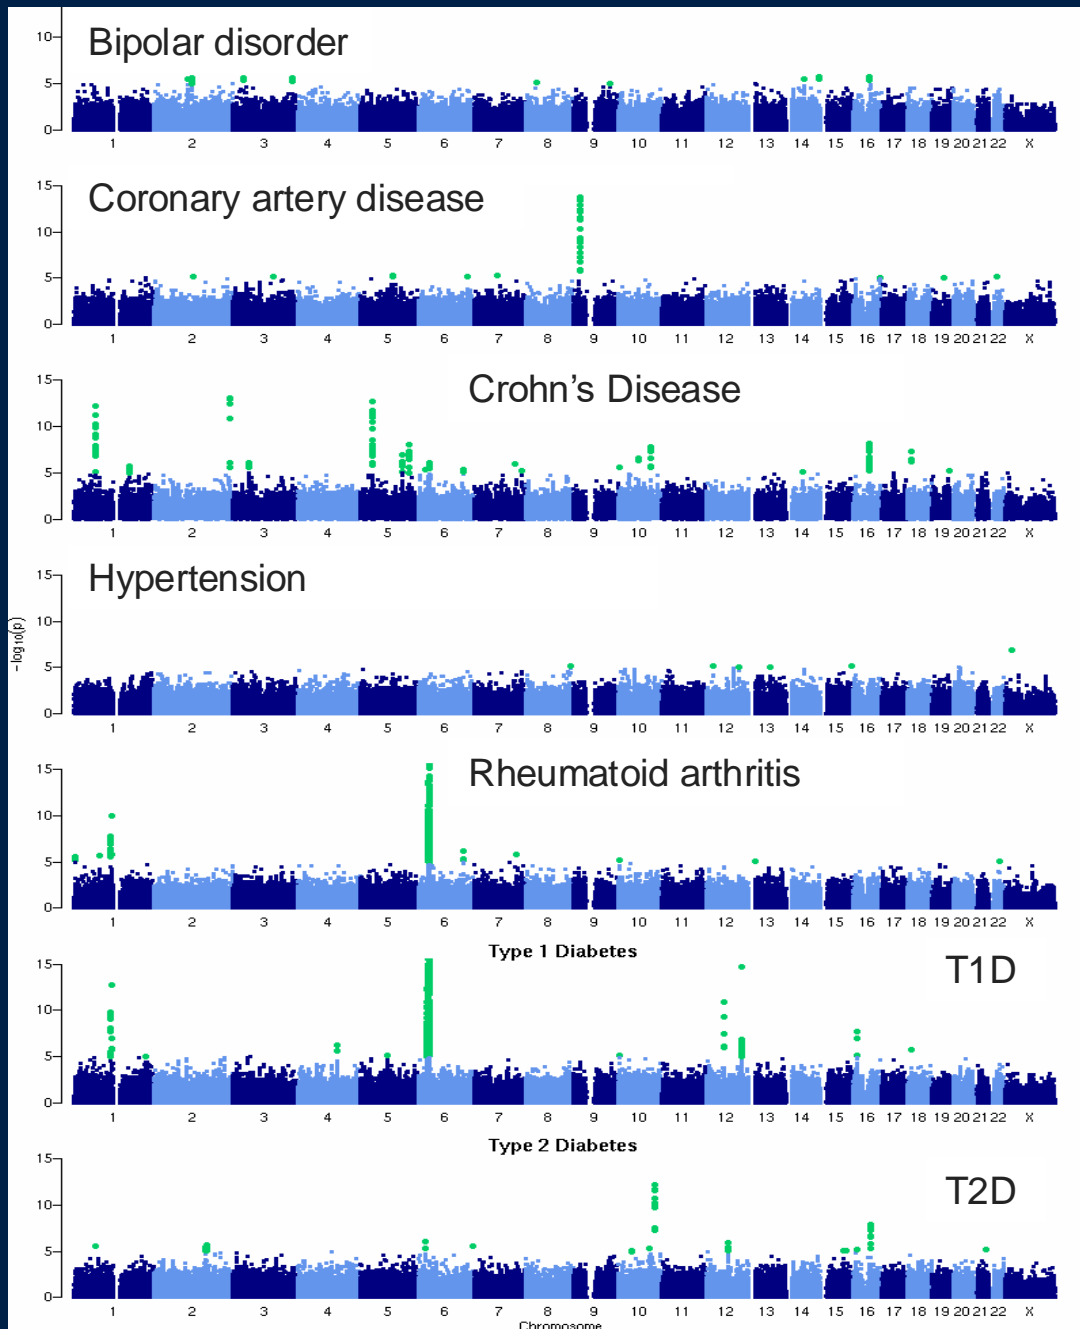 10
Bipolar disorder
5
0
1 2 3 4 5 6 7 8 9 10 11 12 13 14 15 16 17 18 19 20 21 22 X
15
Coronary artery disease
10
5
0
1 2 3 4 5 6 7 8 9 10 11 12 13 14 15 16 17 18 19 20 21 22 X
15
Crohn’s Disease
10
5
0
1 2 3 4 5 6 7 8 9 10 11 12 13 14 15 16 17 18 19 20 21 22 X
15
Hypertension
10
-log10(p)
5
0
1 2 3 4 5 6 7 8 9 10 11 12 13 14 15 16 17 18 19 20 21 22 X
15
Rheumatoid arthritis
10
5
0
1 2 3 4 5 6 7 8 9 10 11 12 13 14 15 16 17 18 19 20 21 22 X
Type 1 Diabetes
15
T1D
10
5
0
1 2 3 4 5 6 7 8 9 10 11 12 13 14 15 16 17 18 19 20 21 22 X
Type 2 Diabetes
15
T2D
10
5
0
1 2 3 4 5 6 7 8 9 10 11 12 13 14 15 16 17 18 19 20 21 22 X
Chromosome